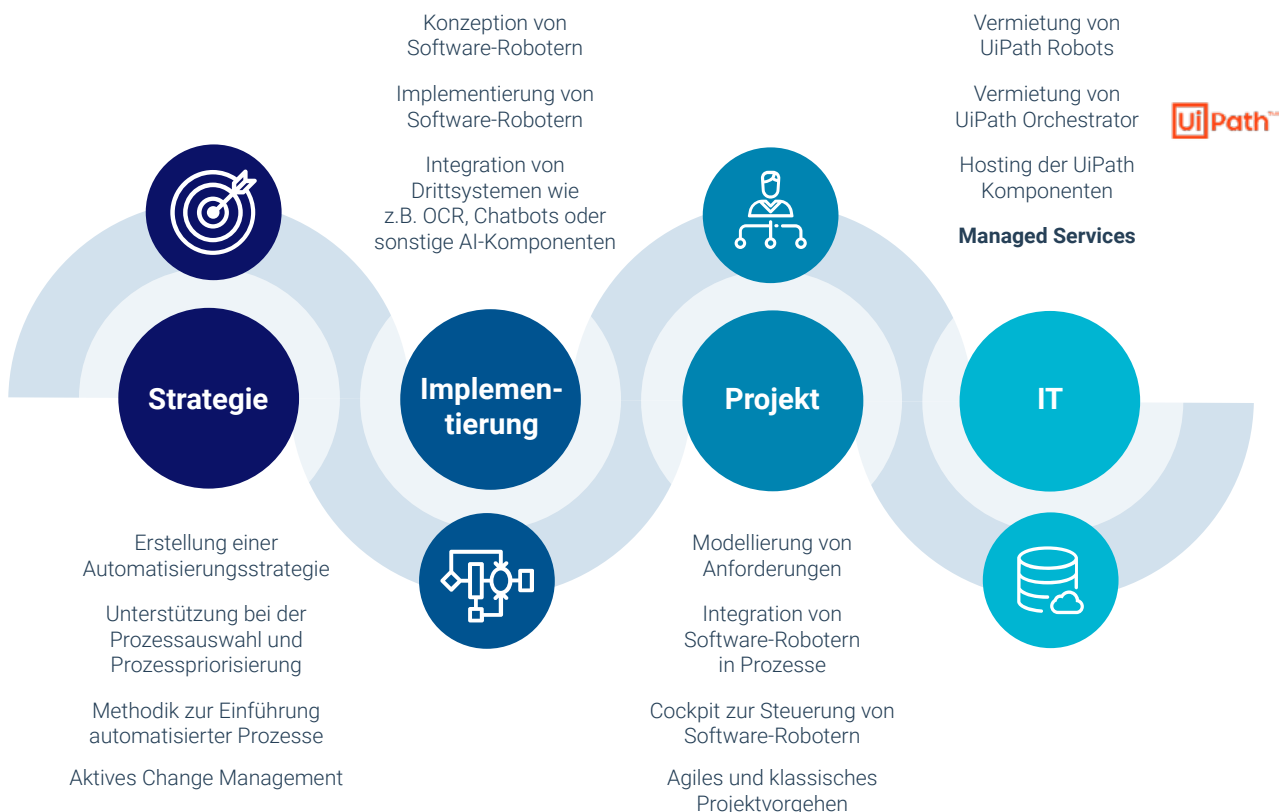 Konzeption von
Software-Robotern
Implementierung von
Software-Robotern
Integration von
Drittsystemen wie
z.B. OCR, Chatbots oder
sonstige AI-Komponenten
Vermietung von
UiPath Robots
Vermietung von
UiPath Orchestrator
Hosting der UiPath
Komponenten
Managed Services
UiPath
Strategie
Implemen-
tierung
Projekt
IT
Erstellung einer
Automatisierungsstrategie
Unterstützung bei der
Prozessauswahl und
Prozesspriorisierung
Methodik zur Einführung
automatisierter Prozesse
Aktives Change Management
Modellierung von
Anforderungen
Integration von
Software-Robotern
in Prozesse
Cockpit zur Steuerung von
Software-Robotern
Agiles und klassisches
Projektvorgehen